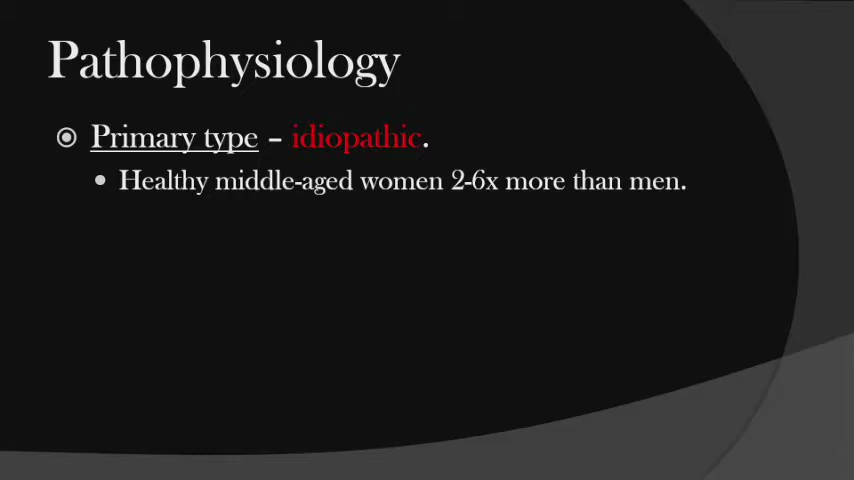 Pathophysiology
Primary type – idiopathic.
Healthy middle-aged women 2-6x more than men.